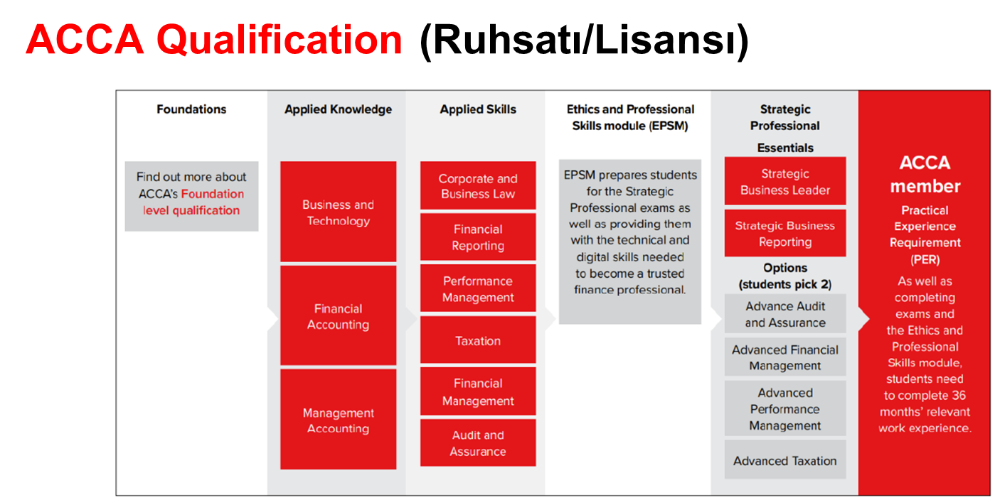 ACCA Qualification (Ruhsatı/Lisansı)
Foundations
Find out more about
ACCA's Foundation
level qualification
Applied Knowledge
Business and
Technology
Financial
Accounting
Management
Accounting
Applied Skills
Corporate and
Business Law
Financial
Reporting
Performance
Management
Taxation
Financial
Management
Audit and
Assurance
Ethics and Professional
Skills module (EPSM)
EPSM prepares students
for the Strategic
Professional exams as
well as providing them
with the technical and
digital skills needed
to become a trusted
finance professional.
Strategic
Professional
Essentials
Strategic
Business Leader
Strategic Business
Reporting
Options
(students pick 2)
Advance Audit
and Assurance
Advanced Financial
Management
Advanced
Performance
Management
Advanced Taxation
ACCA
member
Practical
Experience
Requirement
(PER)
As well as
completing
exams and
the Ethics and
Professional
Skills module,
students need
to complete 36
months' relevant
work experience.